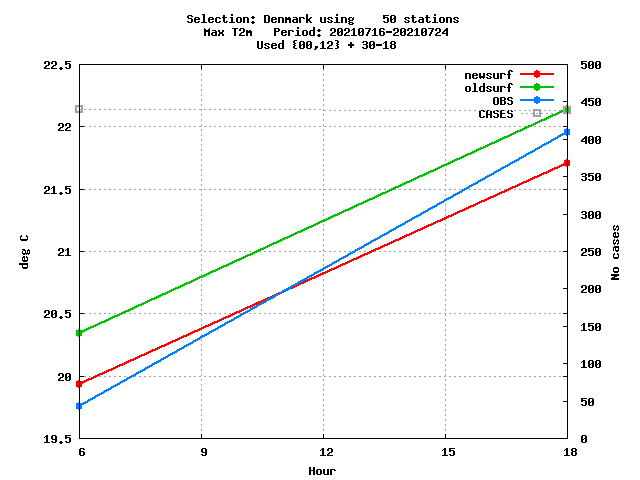 Selection: Denmark using    50 stations
Max T2m   Period: 20210716-20210724
Used {00,12} + 30-18
22.5
22
21.5
21
20.5
20
19.5
deg C
500
450
400
350
300
250
200
150
100
50
0
No cases
newsurf
oldsurf
OBS
CASES
6
9
12
15
18
Hour